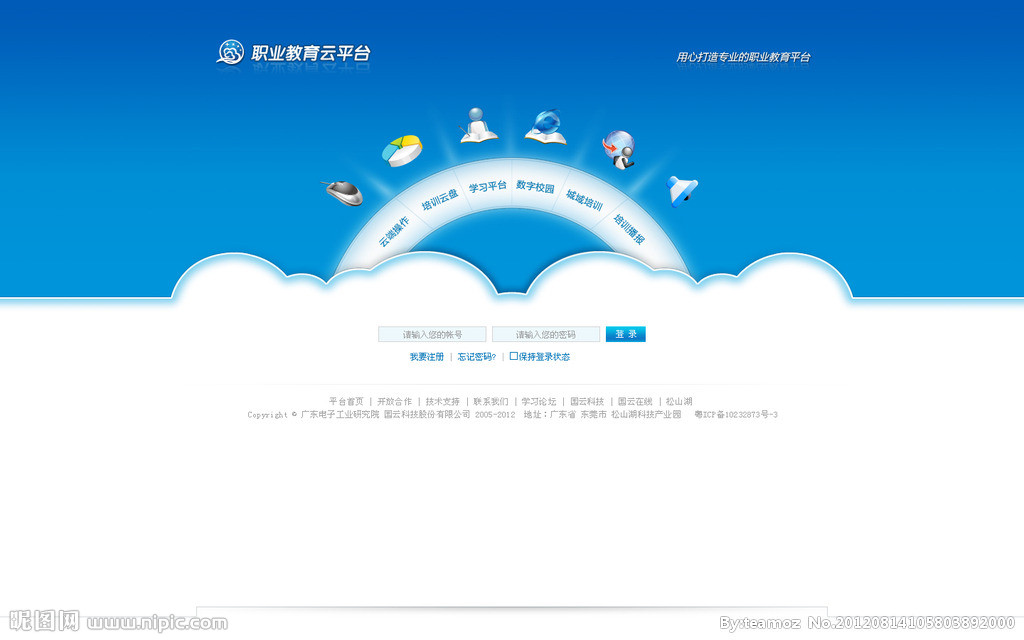 职业教育云平台
用心打造专业的职业教育平台
云端操作 培训云盘 学习平台 数字校园 城域培训 培训播报
请输入您的帐号 请输入您的密码 登 录
我要注册 | 忘记密码? | 保持登录状态
平台首页 | 开放合作 | 技术支持 | 联系我们 | 学习论坛 | 国云科技 | 国云在线 | 松山湖
Copyright © 广东电子工业研究院 国云科技股份有限公司 2005-2012 地址:广东省 东莞市 松山湖科技产业园 粤ICP备10232873号-3
昵图网 www.nipic.com
By:teamoz No.20120814105803892000